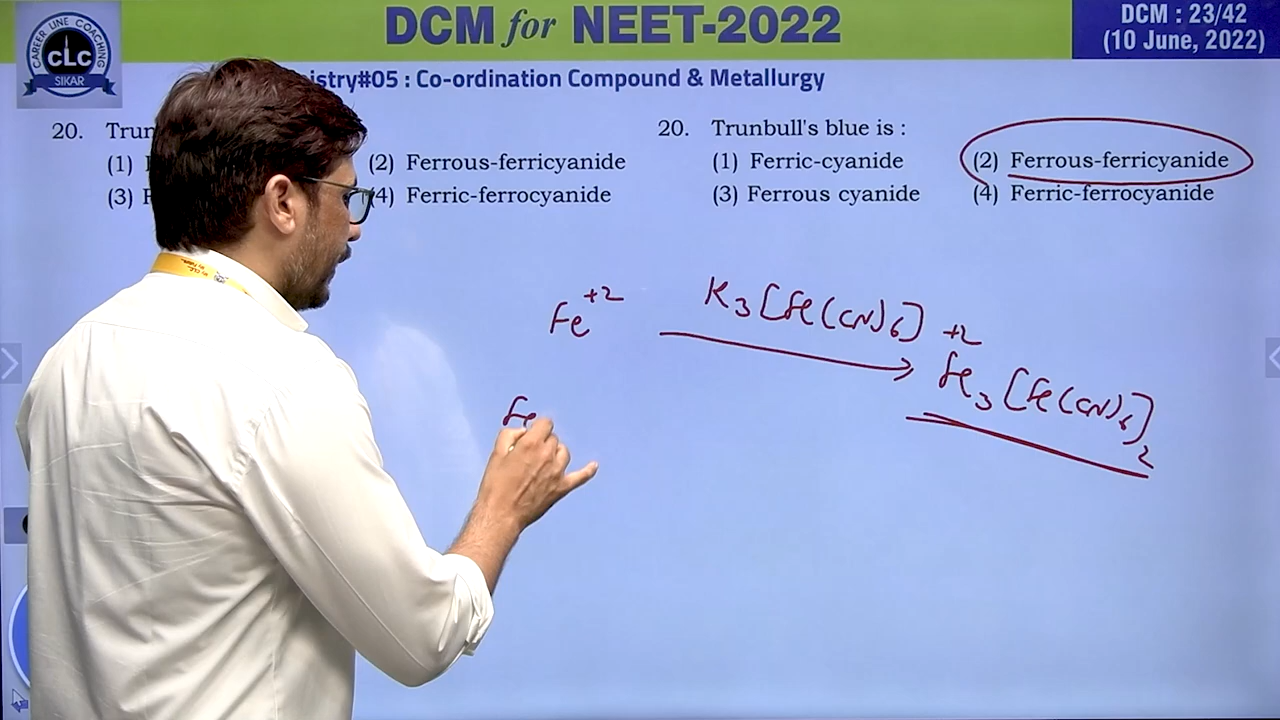 DCM for NEET-2022
DCM : 23/42
(10 June, 2022)
CAREER LINE COACHING
CLC
SIKAR
istry#05 : Co-ordination Compound & Metallurgy
20. Trun
(1)
(2) Ferrous-ferricyanide
(3) F
(4) Ferric-ferrocyanide
20. Trunbull's blue is :
(1) Ferric-cyanide
(2) Ferrous-ferricyanide
(3) Ferrous cyanide
(4) Ferric-ferrocyanide
Fe+2
K3[Fe(CN)6]
+2
Fe3[Fe(CN)6]2
Fe